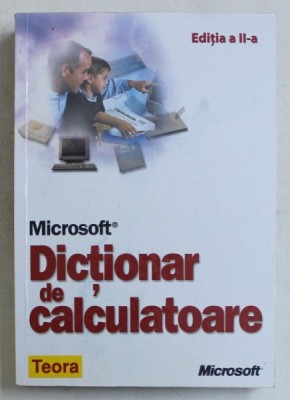 Ediția a II-a
Microsoft®
Dicționar
de
calculatoare
Teora
Microsoft